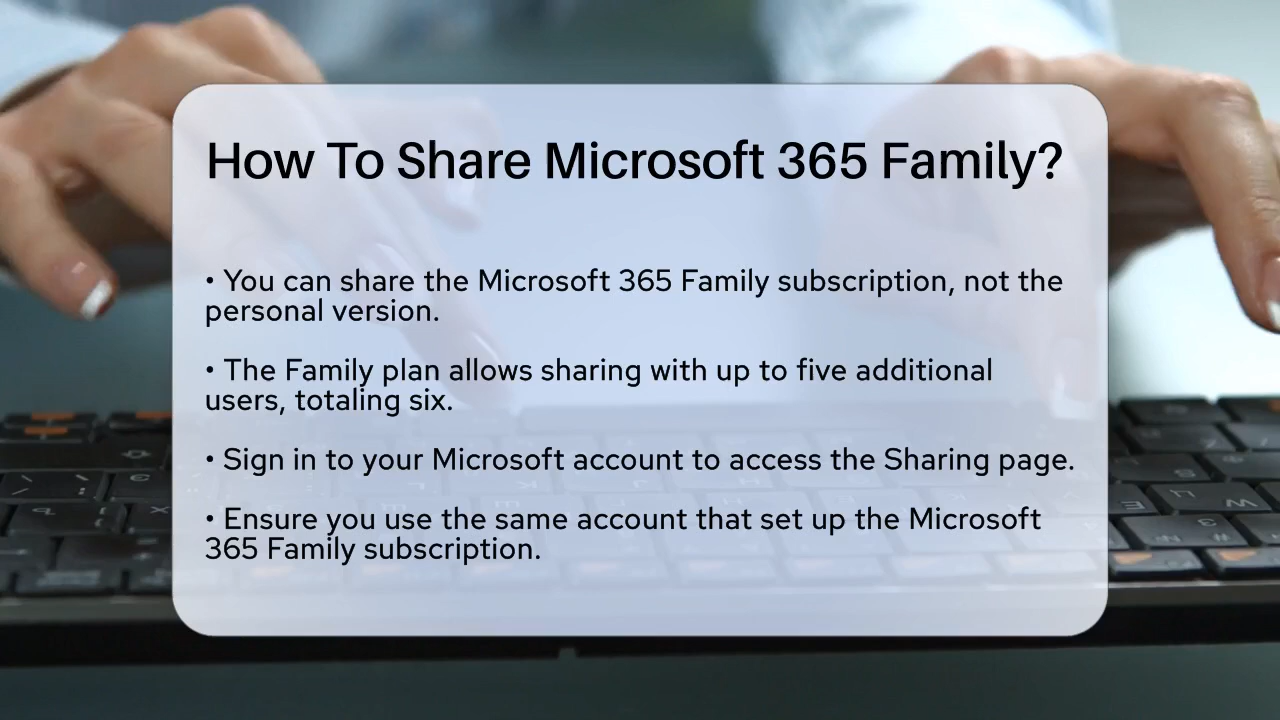 How To Share Microsoft 365 Family?
• You can share the Microsoft 365 Family subscription, not the
personal version.
• The Family plan allows sharing with up to five additional
users, totaling six.
• Sign in to your Microsoft account to access the Sharing page.
• Ensure you use the same account that set up the Microsoft
365 Family subscription.